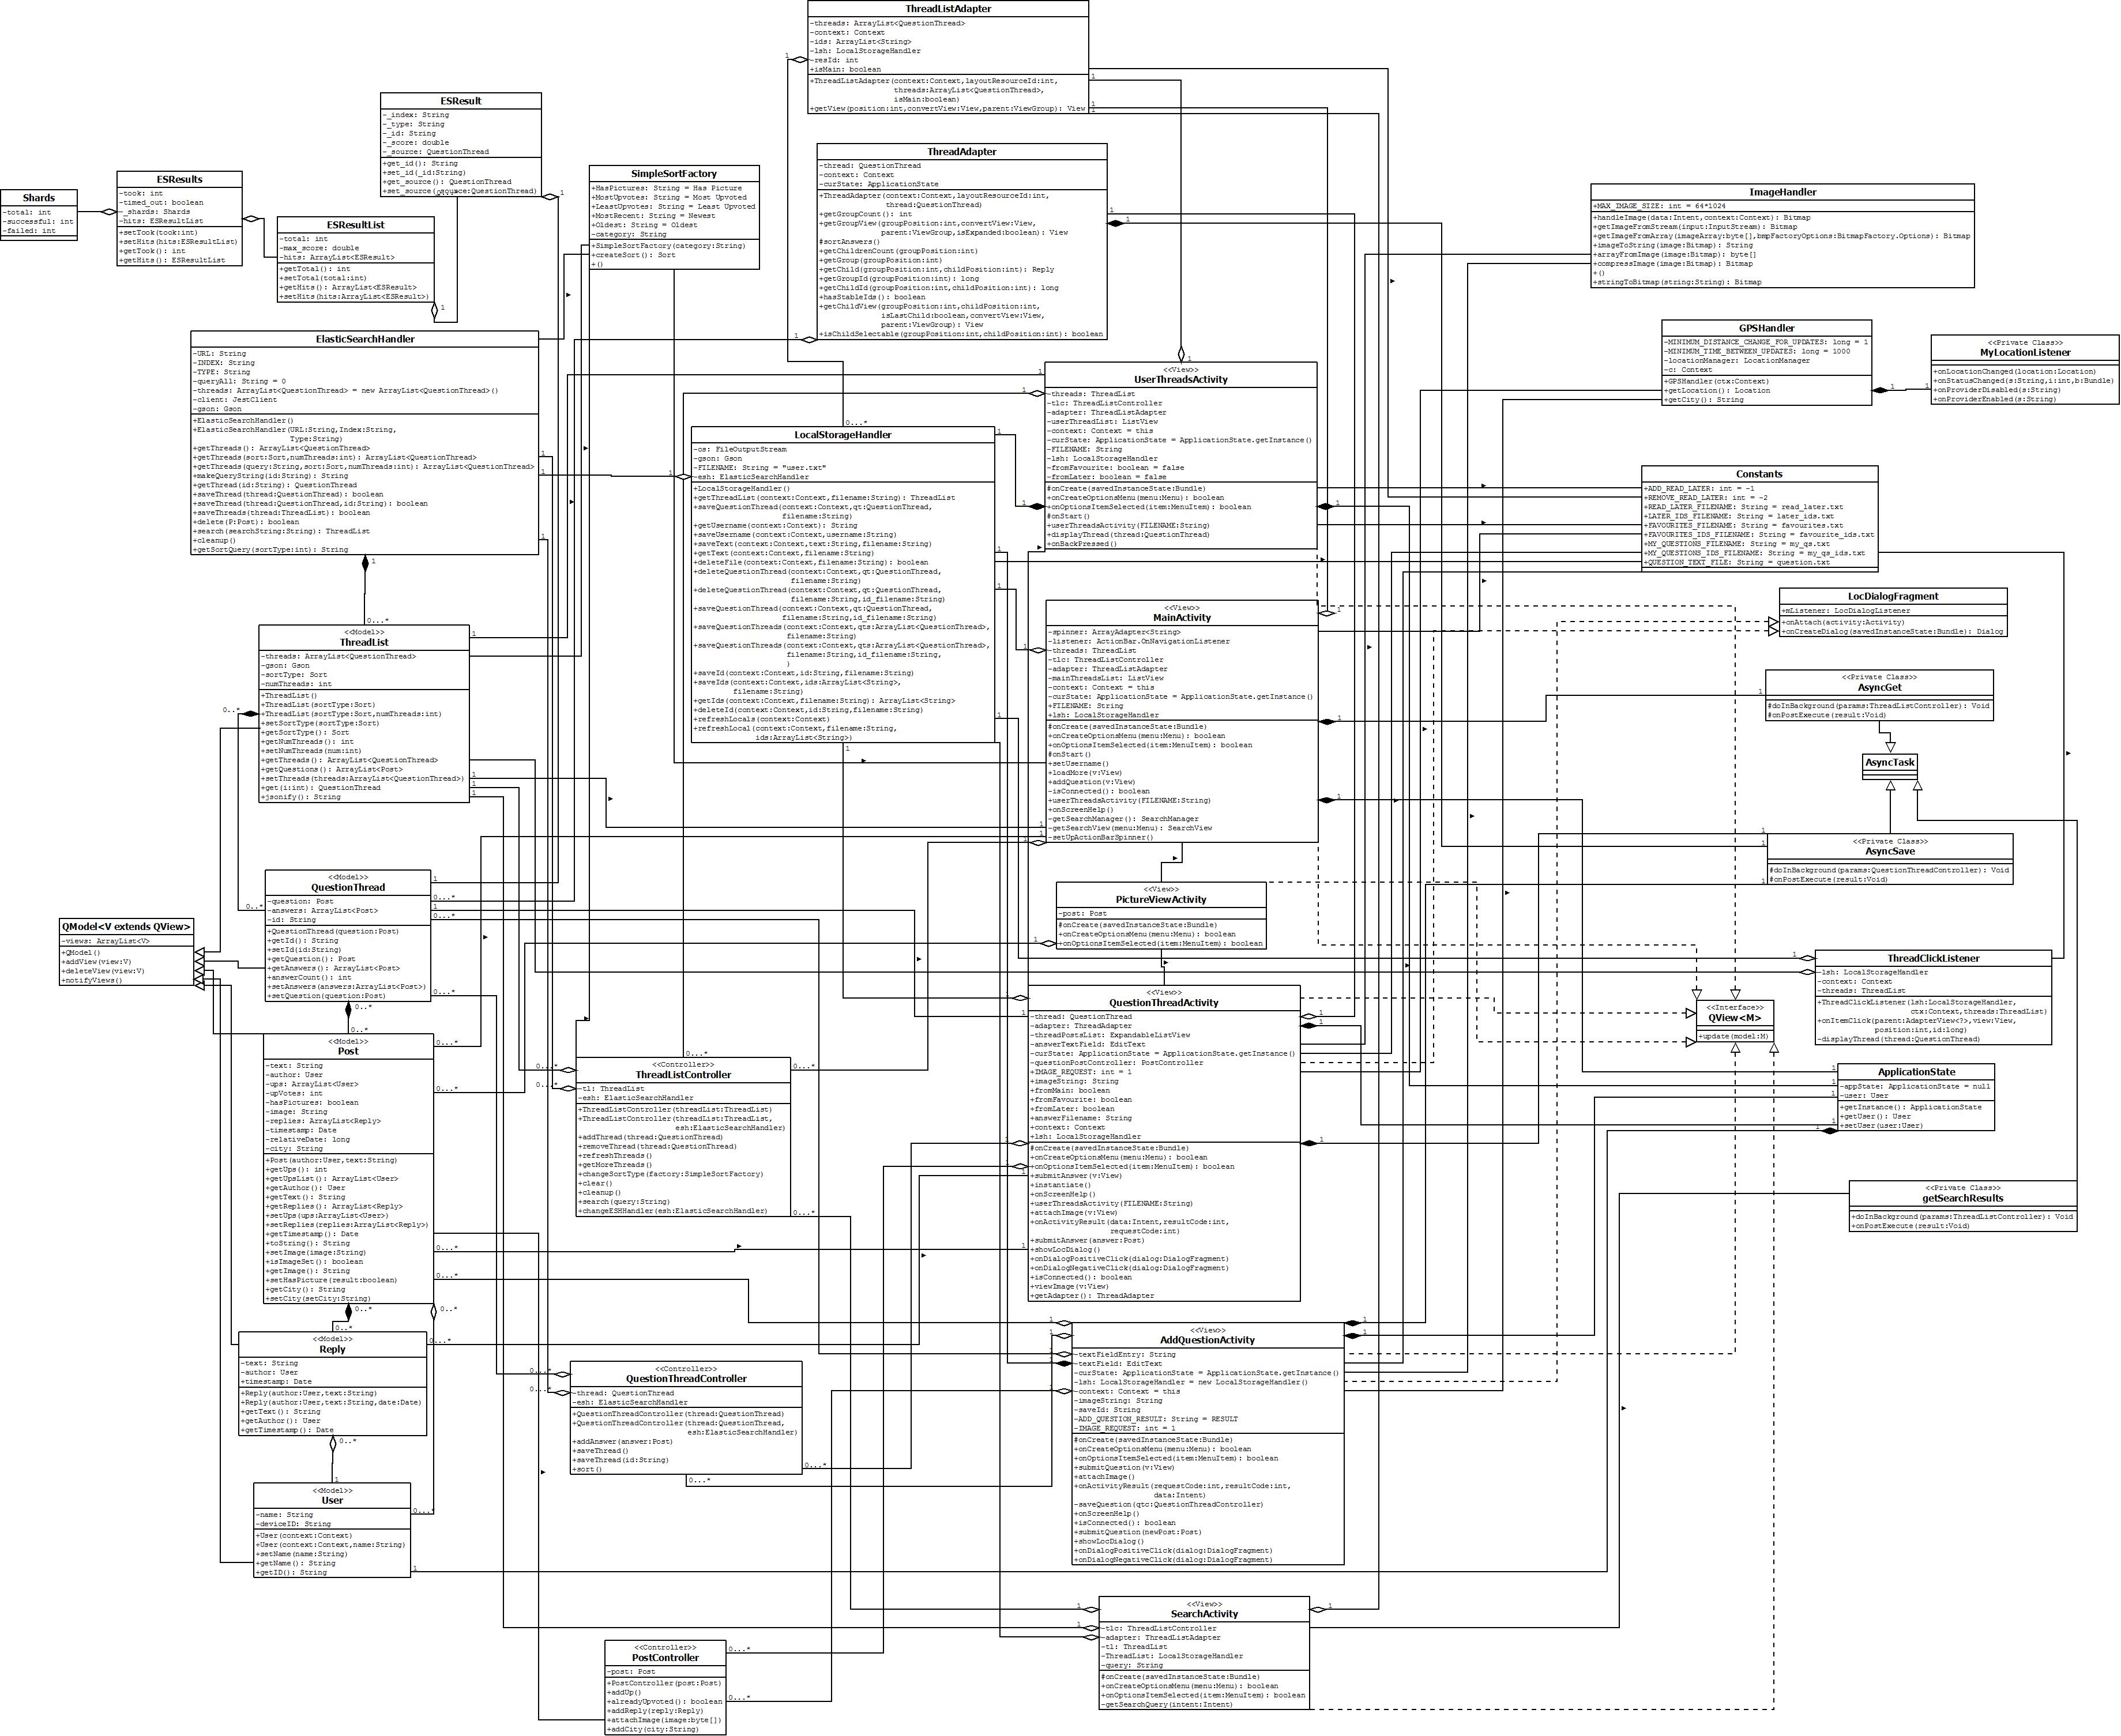 ThreadListAdapter
-threads: ArrayList<QuestionThread>
-context: Context
-ids: ArrayList<String>
-lsh: LocalStorageHandler
-resId: int
+isMain: boolean
+ThreadListAdapter(context:Context,layoutResourceId:int,
threads:ArrayList<QuestionThread>,
isMain:boolean)
+getView(position:int,convertView:View,parent:ViewGroup): View
ESResult
-_index: String
-_type: String
-_id: String
-_score: double
-_source: QuestionThread
+get_id(): String
+set_id(_id:String)
+get_source(): QuestionThread
Shards
-total: int
-successful: int
-failed: int
ESResults
-took: int
-timed_out: boolean
-_shards: Shards
-hits: ESResultList
+setTook(took:int)
+setHits(hits:ESResultList)
+getTook(): int
+getHits(): ESResultList
ESResultList
-total: int
-max_score: double
-hits: ArrayList<ESResult>
+getTotal(): int
+setTotal(total:int)
+getHits(): ArrayList<ESResult>
+setHits(hits:ArrayList<ESResult>)
SimpleSortFactory
+HasPictures: String = Has Picture
+MostUpvotes: String = Most Upvoted
+LeastUpvotes: String = Least Upvoted
+MostRecent: String = Newest
+Oldest: String = Oldest
-category: String
+SimpleSortFactory(category:String)
+createSort(): Sort
+()
ThreadAdapter
-thread: QuestionThread
-context: Context
-curState: ApplicationState
+ThreadAdapter(context:Context,layoutResourceId:int,
thread:QuestionThread)
+getGroupCount(): int
+getGroupView(groupPosition:int,convertView:View,
parent:ViewGroup,isExpanded:boolean): View
#sortAnswers()
+getChildrenCount(groupPosition:int)
+getGroup(groupPosition:int)
+getChild(groupPosition:int,childPosition:int): Reply
+getGroupId(groupPosition:int): long
+getChildId(groupPosition:int,childPosition:int): long
+hasStableIds(): boolean
+getChildView(groupPosition:int,childPosition:int,
isLastChild:boolean,convertView:View,
parent:ViewGroup): View
+isChildSelectable(groupPosition:int,childPosition:int): boolean
ImageHandler
+MAX_IMAGE_SIZE: int = 64*1024
+handleImage(data:Intent,context:Context): Bitmap
+getImageFromStream(input:InputStream): Bitmap
+getImageFromArray(imageArray:byte[],bmpFactoryOptions:BitmapFactory.Options): Bitmap
+imageToString(image:Bitmap): String
+arrayFromImage(image:Bitmap): byte[]
+compressImage(image:Bitmap): Bitmap
+()
+stringToBitmap(string:String): Bitmap
GPSHandler
-MINIMUM_DISTANCE_CHANGE_FOR_UPDATES: long = 1
-MINIMUM_TIME_BETWEEN_UPDATES: long = 1000
-locationManager: LocationManager
-c: Context
+GPSHandler(ctx:Context)
+getLocation(): Location
+getCity(): String
<<Private Class>>
MyLocationListener
+onLocationChanged(location:Location)
+onStatusChanged(s:String,i:int,b:Bundle)
+onProviderDisabled(s:String)
+onProviderEnabled(s:String)
ElasticSearchHandler
-URL: String
-INDEX: String
-TYPE: String
-queryAll: String = 0
-threads: ArrayList<QuestionThread> = new ArrayList<QuestionThread>()
-client: JestClient
-gson: Gson
+ElasticSearchHandler()
+ElasticSearchHandler(URL:String,Index:String,
Type:String)
+getThreads(): ArrayList<QuestionThread>
+getThreads(sort:Sort,numThreads:int): ArrayList<QuestionThread>
+getThreads(query:String,sort:Sort,numThreads:int): ArrayList<QuestionThread>
+makeQueryString(id:String): String
+getThread(id:String): QuestionThread
+saveThread(thread:QuestionThread): boolean
+saveThread(thread:QuestionThread,id:String): boolean
+saveThreads(thread:ThreadList): boolean
+delete(P:Post): boolean
+search(searchString:String): ThreadList
+cleanup()
+getSortQuery(sortType:int): String
<<View>>
UserThreadsActivity
-threads: ThreadList
-tlc: ThreadListController
-adapter: ThreadListAdapter
-userThreadList: ListView
-context: Context = this
-curState: ApplicationState = ApplicationState.getInstance()
-FILENAME: String
-lsh: LocalStorageHandler
-fromFavourite: boolean = false
-fromLater: boolean = false
#onCreate(savedInstanceState:Bundle)
+onCreateOptionsMenu(menu:Menu): boolean
+onOptionsItemSelected(item:MenuItem): boolean
#onStart()
+userThreadsActivity(FILENAME:String)
+displayThread(thread:QuestionThread)
+onBackPressed()
LocalStorageHandler
-os: FileOutputStream
-gson: Gson
-FILENAME: String = "user.txt"
-esh: ElasticSearchHandler
+LocalStorageHandler()
+getThreadList(context:Context,filename:String): ThreadList
+saveQuestionThread(context:Context,qt:QuestionThread,
filename:String)
+getUsername(context:Context): String
+saveUsername(context:Context,username:String)
+saveText(context:Context,text:String,filename:String)
+getText(context:Context,filename:String)
+deleteFile(context:Context,filename:String): boolean
+deleteQuestionThread(context:Context,qt:QuestionThread,
filename:String)
+deleteQuestionThread(context:Context,qt:QuestionThread,
filename:String,id_filename:String)
+saveQuestionThread(context:Context,qt:QuestionThread,
filename:String,id_filename:String)
+saveQuestionThreads(context:Context,qts:ArrayList<QuestionThread>,
filename:String)
+saveQuestionThreads(context:Context,qts:ArrayList<QuestionThread>,
filename:String,id_filename:String,
)
+saveId(context:Context,id:String,filename:String)
+saveIds(context:Context,ids:ArrayList<String>,
filename:String)
+getIds(context:Context,filename:String): ArrayList<String>
+deleteId(context:Context,id:String,filename:String)
+refreshLocals(context:Context)
+refreshLocal(context:Context,filename:String,
ids:ArrayList<String>)
Constants
+ADD_READ_LATER: int = -1
+REMOVE_READ_LATER: int = -2
+READ_LATER_FILENAME: String = read_later.txt
+LATER_IDS_FILENAME: String = later_ids.txt
+FAVOURITES_FILENAME: String = favourites.txt
+FAVOURITES_IDS_FILENAME: String = favourite_ids.txt
+MY_QUESTIONS_FILENAME: String = my_qs.txt
+MY_QUESTIONS_IDS_FILENAME: String = my_qs_ids.txt
+QUESTION_TEXT_FILE: String = question.txt
LocDialogFragment
+mListener: LocDialogListener
+onAttach(activity:Activity)
+onCreateDialog(savedInstanceState:Bundle): Dialog
<<Model>>
ThreadList
-threads: ArrayList<QuestionThread>
-gson: Gson
-sortType: Sort
-numThreads: int
+ThreadList()
+ThreadList(sortType:Sort)
+ThreadList(sortType:Sort,numThreads:int)
+setSortType(sortType:Sort)
+getSortType(): Sort
+getNumThreads(): int
+setNumThreads(num:int)
+getThreads(): ArrayList<QuestionThread>
+getQuestions(): ArrayList<Post>
+setThreads(threads:ArrayList<QuestionThread>)
+get(i:int): QuestionThread
+jsonify(): String
<<View>>
MainActivity
-spinner: ArrayAdapter<String>
-listener: ActionBar.OnNavigationListener
-threads: ThreadList
-tlc: ThreadListController
-adapter: ThreadListAdapter
-mainThreadsList: ListView
-context: Context = this
-curState: ApplicationState = ApplicationState.getInstance()
+FILENAME: String
-lsh: LocalStorageHandler
#onCreate(savedInstanceState:Bundle)
+onCreateOptionsMenu(menu:Menu): boolean
+onOptionsItemSelected(item:MenuItem): boolean
#onStart()
+setUsername()
+loadMore(v:View)
+addQuestion(v:View)
-isConnected(): boolean
+userThreadsActivity(FILENAME:String)
+onScreenHelp()
-getSearchManager(): SearchManager
-getSearchView(menu:Menu): SearchView
-setUpActionBarSpinner()
<<Private Class>>
AsyncGet
#doInBackground(params:ThreadListController): Void
#onPostExecute(result:Void)
AsyncTask
<<Private Class>>
AsyncSave
#doInBackground(params:QuestionThreadController): Void
#onPostExecute(result:Void)
<<Model>>
QuestionThread
-question: Post
-answers: ArrayList<Post>
-id: String
+QuestionThread(question:Post)
+getId(): String
+setId(id:String)
+getQuestion(): Post
+getAnswers(): ArrayList<Post>
+answerCount(): int
+setAnswers(answers:ArrayList<Post>)
+setQuestion(question:Post)
QModel<V extends QView>
-views: ArrayList<V>
+QModel()
+addView(view:V)
+deleteView(view:V)
+notifyViews()
<<View>>
PictureViewActivity
-post: Post
#onCreate(savedInstanceState:Bundle)
+onCreateOptionsMenu(menu:Menu): boolean
+onOptionsItemSelected(item:MenuItem): boolean
ThreadClickListener
-lsh: LocalStorageHandler
-context: Context
-threads: ThreadList
+ThreadClickListener(lsh:LocalStorageHandler,
ctx:Context,threads:ThreadList)
+onItemClick(parent:AdapterView<?>,view:View,
position:int,id:long)
-displayThread(thread:QuestionThread)
<<View>>
QuestionThreadActivity
-thread: QuestionThread
-adapter: ThreadAdapter
-threadPostsList: ExpandableListView
-answerTextField: EditText
-curState: ApplicationState = ApplicationState.getInstance()
-questionPostController: PostController
+IMAGE_REQUEST: int = 1
+imageString: String
+fromMain: boolean
+fromFavourite: boolean
+fromLater: boolean
+answerFilename: String
+context: Context
+lsh: LocalStorageHandler
#onCreate(savedInstanceState:Bundle)
+onCreateOptionsMenu(menu:Menu): boolean
+onOptionsItemSelected(item:MenuItem): boolean
+submitAnswer(v:View)
+instantiate()
+onScreenHelp()
+userThreadsActivity(FILENAME:String)
+attachImage(v:View)
+onActivityResult(data:Intent,resultCode:int,
requestCode:int)
+submitAnswer(answer:Post)
+showLocDialog()
+onDialogPositiveClick(dialog:DialogFragment)
+onDialogNegativeClick(dialog:DialogFragment)
+isConnected(): boolean
+viewImage(v:View)
+getAdapter(): ThreadAdapter
<<Interface>>
QView<M>
+update(model:M)
<<Model>>
Post
-text: String
-author: User
-ups: ArrayList<User>
-upVotes: int
-hasPictures: boolean
-image: String
-replies: ArrayList<Reply>
-timestamp: Date
-relativeDate: long
-city: String
+Post(author:User,text:String)
+getUps(): int
+getUpsList(): ArrayList<User>
+getAuthor(): User
+getText(): String
+getReplies(): ArrayList<Reply>
+setUps(ups:ArrayList<User>)
+setReplies(replies:ArrayList<Reply>)
+getTimestamp(): Date
+toString(): String
+setImage(image:String)
+isImageSet(): boolean
+getImage(): String
+setHasPicture(result:boolean)
+getCity(): String
+setCity(setCity:String)
<<Controller>>
ThreadListController
-tl: ThreadList
-esh: ElasticSearchHandler
+ThreadListController(threadList:ThreadList)
+ThreadListController(threadList:ThreadList,
esh:ElasticSearchHandler)
+addThread(thread:QuestionThread)
+removeThread(thread:QuestionThread)
+refreshThreads()
+getMoreThreads()
+changeSortType(factory:SimpleSortFactory)
+clear()
+cleanup()
+search(query:String)
+changeESHHandler(esh:ElasticSearchHandler)
ApplicationState
-appState: ApplicationState = null
-user: User
+getInstance(): ApplicationState
+getUser(): User
+setUser(user:User)
<<Private Class>>
getSearchResults
+doInBackground(params:ThreadListController): Void
+onPostExecute(result:Void)
<<Model>>
Reply
-text: String
-author: User
+timestamp: Date
+Reply(author:User,text:String)
+Reply(author:User,text:String,date:Date)
+getText(): String
+getAuthor(): User
+getTimestamp(): Date
<<Controller>>
QuestionThreadController
-thread: QuestionThread
-esh: ElasticSearchHandler
+QuestionThreadController(thread:QuestionThread)
+QuestionThreadController(thread:QuestionThread,
esh:ElasticSearchHandler)
+addAnswer(answer:Post)
+saveThread()
+saveThread(id:String)
+sort()
<<View>>
AddQuestionActivity
-textFieldEntry: String
-textField: EditText
-curState: ApplicationState = ApplicationState.getInstance()
-lsh: LocalStorageHandler = new LocalStorageHandler()
-context: Context = this
-imageString: String
-saveId: String
-ADD_QUESTION_RESULT: String = RESULT
-IMAGE_REQUEST: int = 1
#onCreate(savedInstanceState:Bundle)
+onCreateOptionsMenu(menu:Menu): boolean
+onOptionsItemSelected(item:MenuItem): boolean
+submitQuestion(v:View)
+attachImage()
+onActivityResult(requestCode:int,resultCode:int,
data:Intent)
-saveQuestion(qtc:QuestionThreadController)
+onScreenHelp()
+isConnected(): boolean
+submitQuestion(newPost:Post)
+showLocDialog()
+onDialogPositiveClick(dialog:DialogFragment)
+onDialogNegativeClick(dialog:DialogFragment)
<<Model>>
User
-name: String
-deviceID: String
+User(context:Context)
+User(context:Context,name:String)
+setName(name:String)
+getName(): String
+getID(): String
<<View>>
SearchActivity
-tlc: ThreadListController
-adapter: ThreadListAdapter
-tl: ThreadList
-ThreadList: LocalStorageHandler
-query: String
#onCreate(savedInstanceState:Bundle)
+onCreateOptionsMenu(menu:Menu): boolean
+onOptionsItemSelected(item:MenuItem): boolean
-getSearchQuery(intent:Intent)
<<Controller>>
PostController
-post: Post
+PostController(post:Post)
+addUp()
+alreadyUpvoted(): boolean
+addReply(reply:Reply)
+attachImage(image:byte[])
+addCity(city:String)